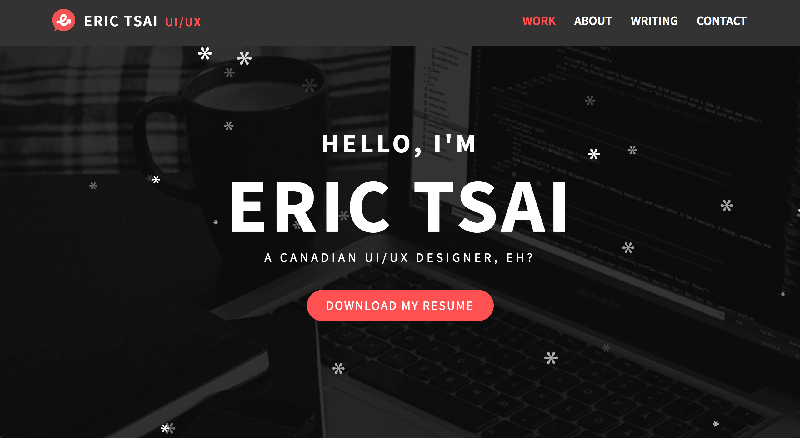 ERIC TSAI UI/UX
WORK ABOUT WRITING CONTACT
HELLO, I'M
ERIC TSAI
A CANADIAN UI/UX DESIGNER, EH?
DOWNLOAD MY RESUME